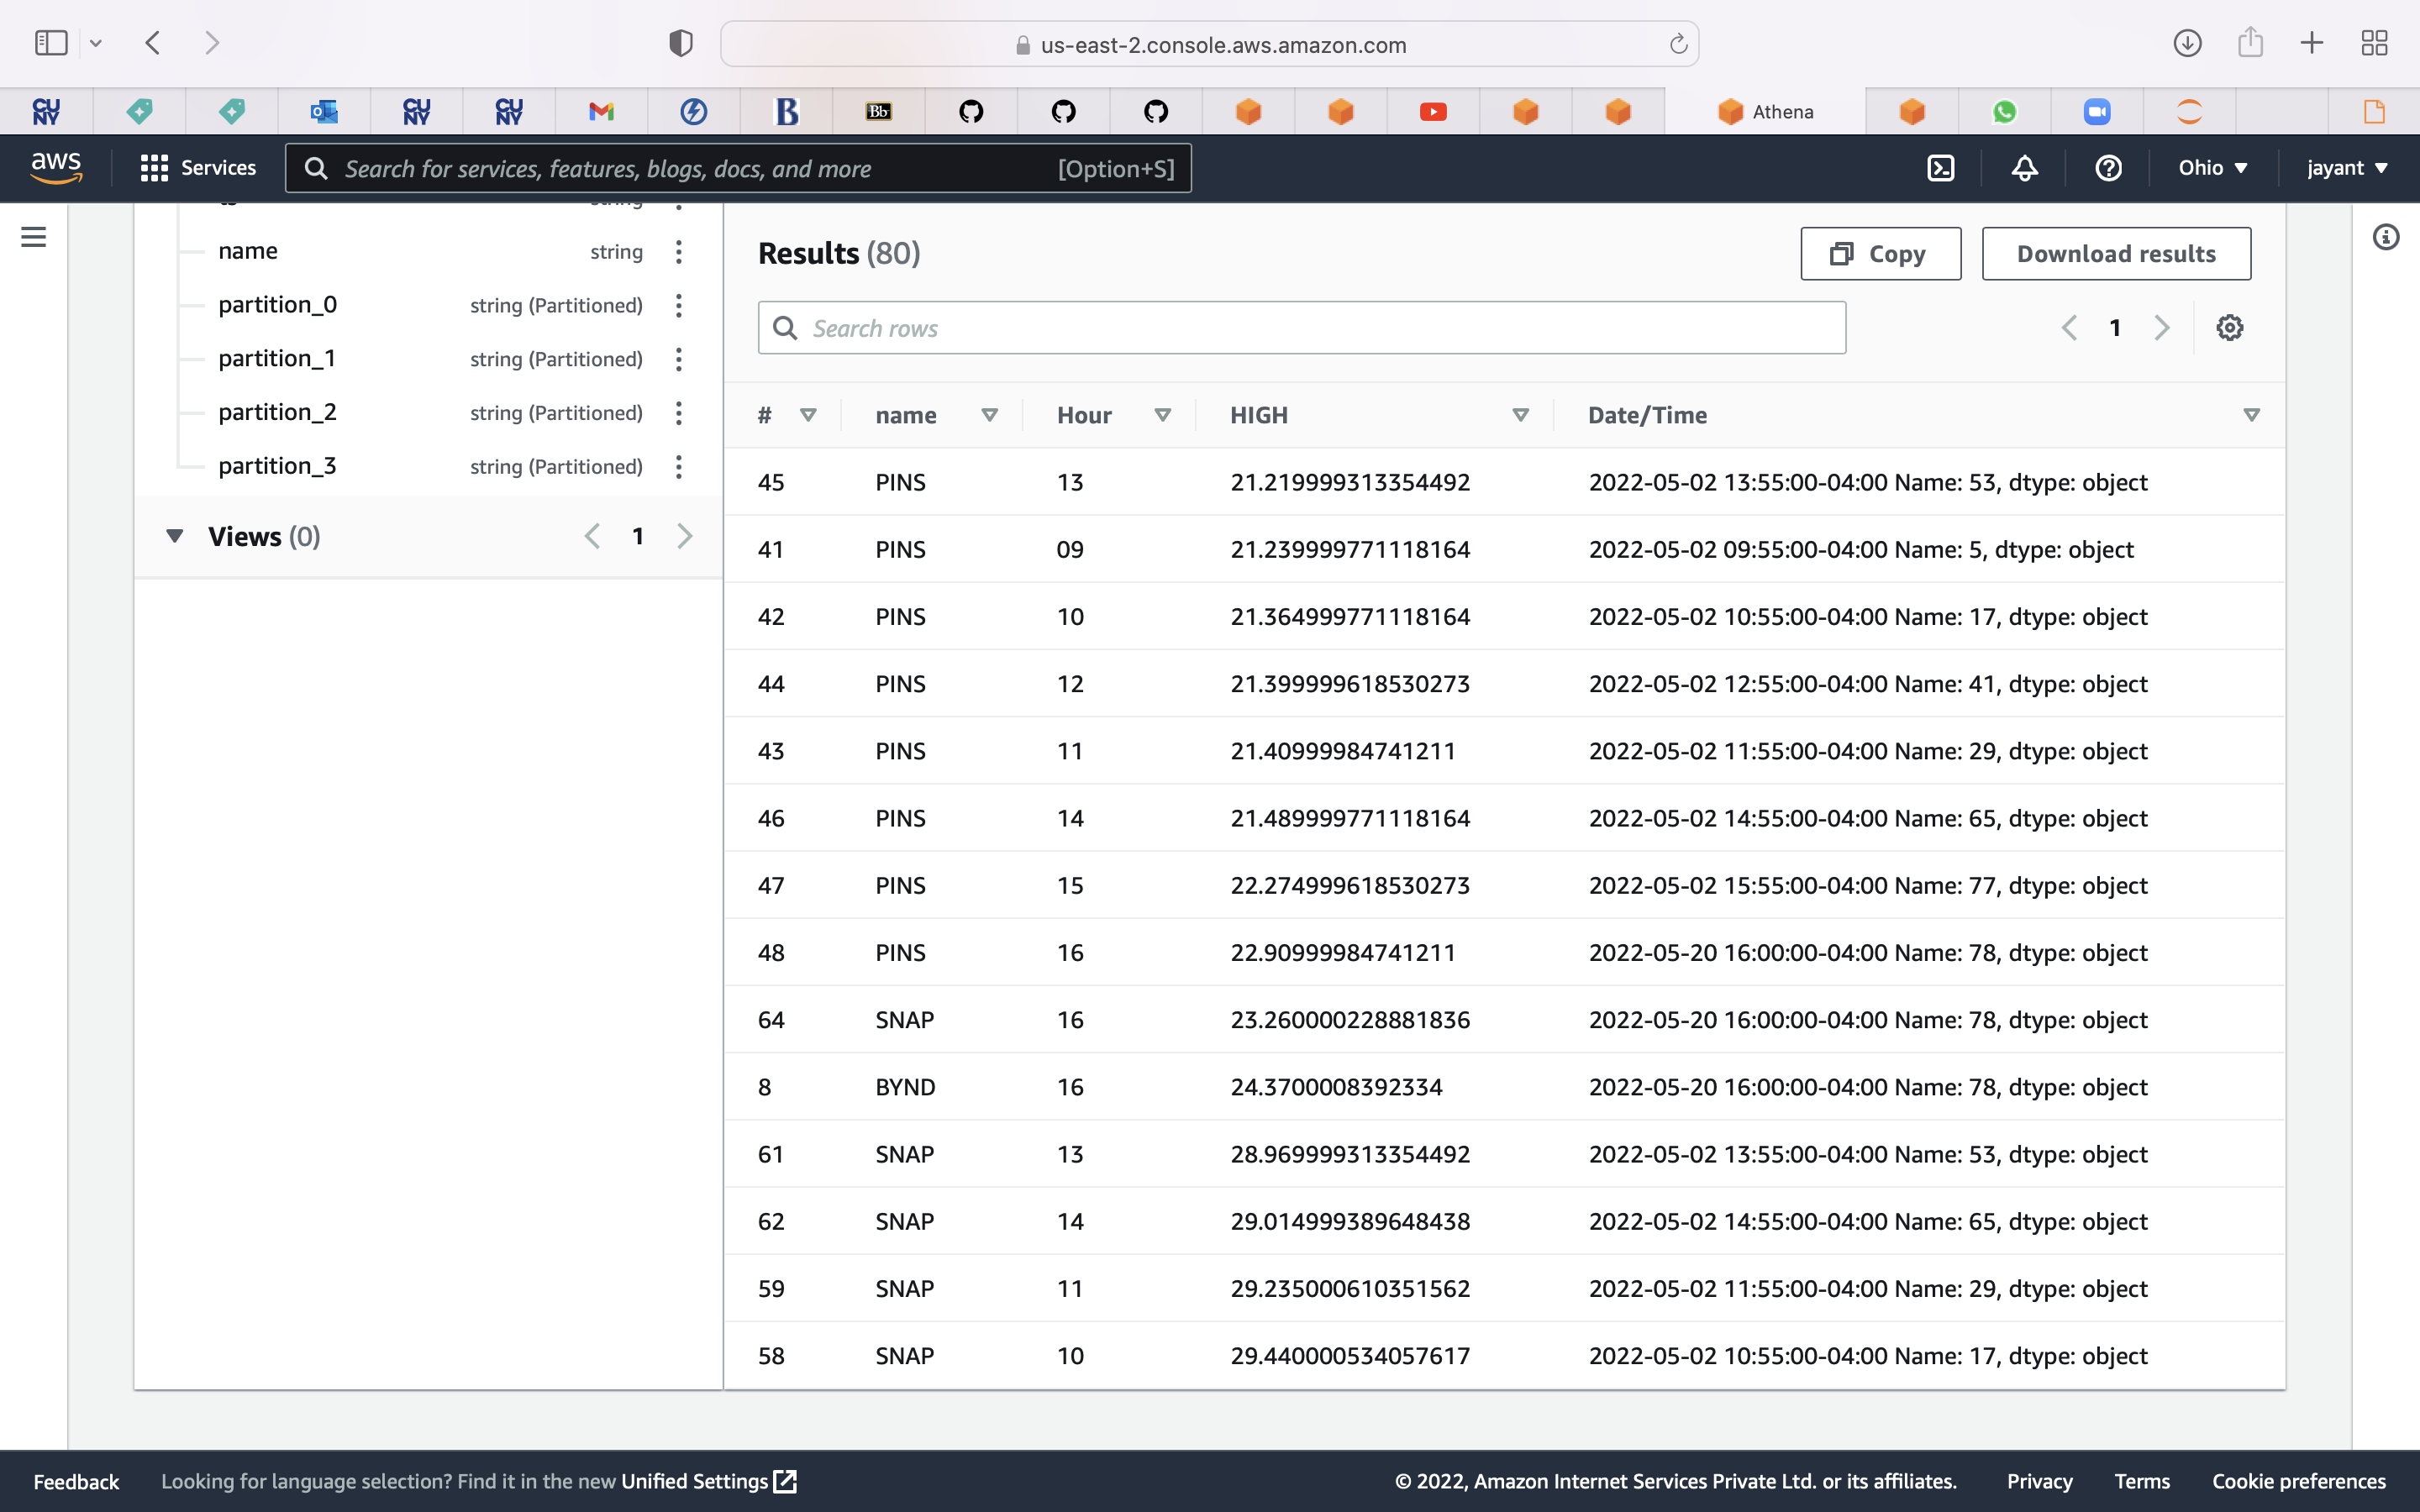 us-east-2.console.aws.amazon.com
CU NY CU NY CU NY B Bb Athena
aws Services Search for services, features, blogs, docs, and more [Option+S] Ohio jayant
name string
partition_0 string (Partitioned)
partition_1 string (Partitioned)
partition_2 string (Partitioned)
partition_3 string (Partitioned)
Views (0) 1
Results (80) Copy Download results
Search rows 1
# name Hour HIGH Date/Time
45 PINS 13 21.219999313354492 2022-05-02 13:55:00-04:00 Name: 53, dtype: object
41 PINS 09 21.239999771118164 2022-05-02 09:55:00-04:00 Name: 5, dtype: object
42 PINS 10 21.364999771118164 2022-05-02 10:55:00-04:00 Name: 17, dtype: object
44 PINS 12 21.399999618530273 2022-05-02 12:55:00-04:00 Name: 41, dtype: object
43 PINS 11 21.40999984741211 2022-05-02 11:55:00-04:00 Name: 29, dtype: object
46 PINS 14 21.489999771118164 2022-05-02 14:55:00-04:00 Name: 65, dtype: object
47 PINS 15 22.274999618530273 2022-05-02 15:55:00-04:00 Name: 77, dtype: object
48 PINS 16 22.90999984741211 2022-05-20 16:00:00-04:00 Name: 78, dtype: object
64 SNAP 16 23.260000228881836 2022-05-20 16:00:00-04:00 Name: 78, dtype: object
8 BYND 16 24.3700008392334 2022-05-20 16:00:00-04:00 Name: 78, dtype: object
61 SNAP 13 28.969999313354492 2022-05-02 13:55:00-04:00 Name: 53, dtype: object
62 SNAP 14 29.014999389648438 2022-05-02 14:55:00-04:00 Name: 65, dtype: object
59 SNAP 11 29.235000610351562 2022-05-02 11:55:00-04:00 Name: 29, dtype: object
58 SNAP 10 29.440000534057617 2022-05-02 10:55:00-04:00 Name: 17, dtype: object
Feedback Looking for language selection? Find it in the new Unified Settings © 2022, Amazon Internet Services Private Ltd. or its affiliates. Privacy Terms Cookie preferences